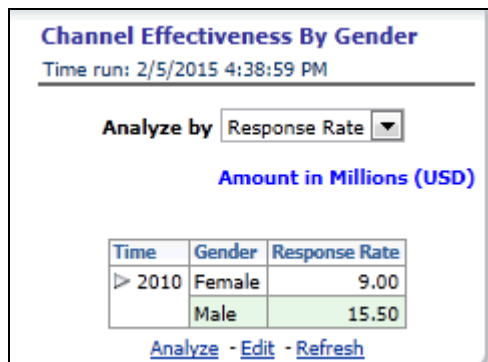 Channel Effectiveness By Gender
Time run: 2/5/2015 4:38:59 PM
Analyze by Response Rate
Amount in Millions (USD)
Time Gender Response Rate
2010 Female 9.00
Male 15.50
Analyze - Edit - Refresh